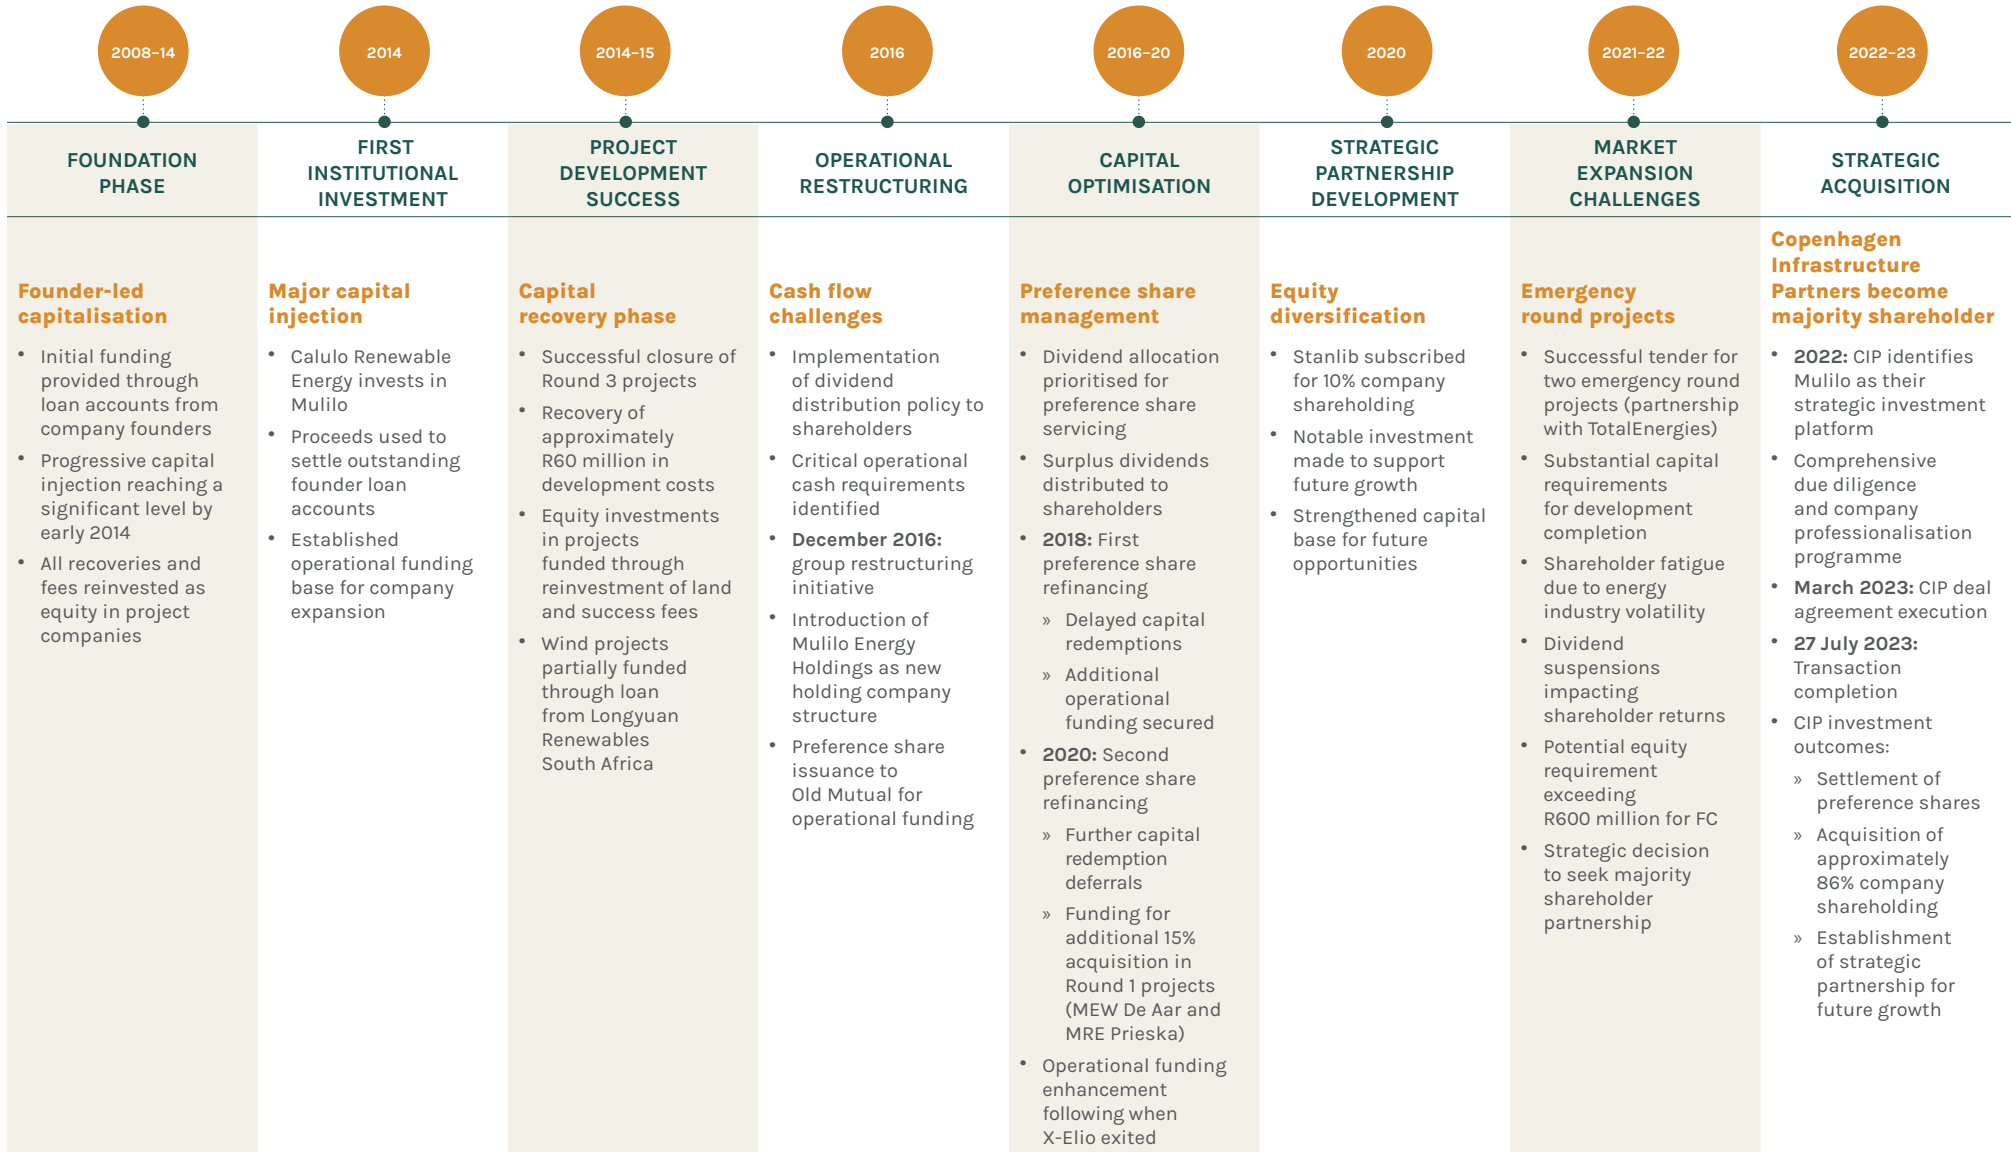 2008–14
2014
2014–15
2016
2016–20
2020
2021–22
2022–23
FOUNDATION
PHASE
FIRST
INSTITUTIONAL
INVESTMENT
PROJECT
DEVELOPMENT
SUCCESS
OPERATIONAL
RESTRUCTURING
CAPITAL
OPTIMISATION
STRATEGIC
PARTNERSHIP
DEVELOPMENT
MARKET
EXPANSION
CHALLENGES
STRATEGIC
ACQUISITION
Founder-led
capitalisation
• Initial funding
provided through
loan accounts from
company founders
• Progressive capital
injection reaching a
significant level by
early 2014
• All recoveries and
fees reinvested as
equity in project
companies
Major capital
injection
• Calulo Renewable
Energy invests in
Mulilo
• Proceeds used to
settle outstanding
founder loan
accounts
• Established
operational funding
base for company
expansion
Capital
recovery phase
• Successful closure of
Round 3 projects
• Recovery of
approximately
R60 million in
development costs
• Equity investments
in projects
funded through
reinvestment of land
and success fees
• Wind projects
partially funded
through loan
from Longyuan
Renewables
South Africa
Cash flow
challenges
• Implementation
of dividend
distribution policy to
shareholders
• Critical operational
cash requirements
identified
• December 2016:
group restructuring
initiative
• Introduction of
Mulilo Energy
Holdings as new
holding company
structure
• Preference share
issuance to
Old Mutual for
operational funding
Preference share
management
• Dividend allocation
prioritised for
preference share
servicing
• Surplus dividends
distributed to
shareholders
• 2018: First
preference share
refinancing
» Delayed capital
redemptions
» Additional
operational
funding secured
• 2020: Second
preference share
refinancing
» Further capital
redemption
deferrals
» Funding for
additional 15%
acquisition in
Round 1 projects
(MEW De Aar and
MRE Prieska)
• Operational funding
enhancement
following when
X-Elio exited
Equity
diversification
• Stanlib subscribed
for 10% company
shareholding
• Notable investment
made to support
future growth
• Strengthened capital
base for future
opportunities
Emergency
round projects
• Successful tender for
two emergency round
projects (partnership
with TotalEnergies)
• Substantial capital
requirements
for development
completion
• Shareholder fatigue
due to energy
industry volatility
• Dividend
suspensions
impacting
shareholder returns
• Potential equity
requirement
exceeding
R600 million for FC
• Strategic decision
to seek majority
shareholder
partnership
Copenhagen
Infrastructure
Partners become
majority shareholder
• 2022: CIP identifies
Mulilo as their
strategic investment
platform
• Comprehensive
due diligence
and company
professionalisation
programme
• March 2023: CIP deal
agreement execution
• 27 July 2023:
Transaction
completion
• CIP investment
outcomes:
» Settlement of
preference shares
» Acquisition of
approximately
86% company
shareholding
» Establishment
of strategic
partnership for
future growth